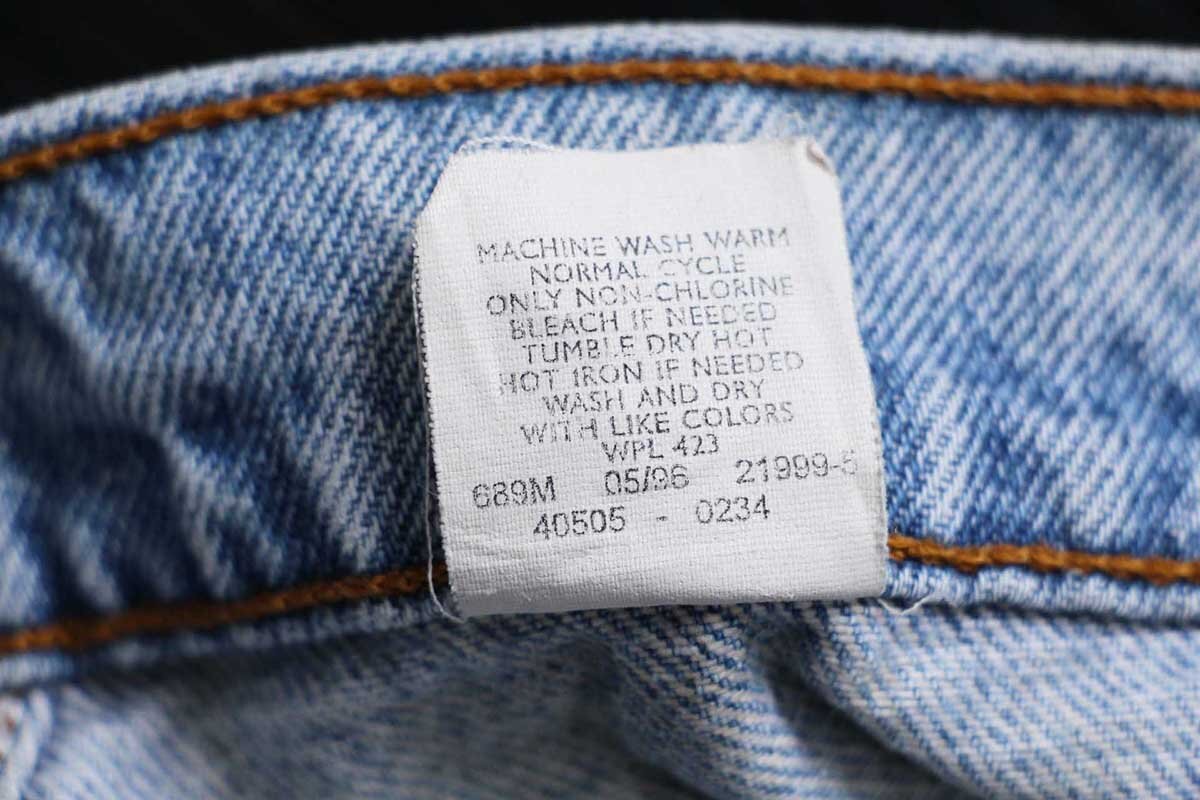 MACHINE WASH WARM
NORMAL CYCLE
ONLY NON-CHLORINE
BLEACH IF NEEDED
TUMBLE DRY HOT
HOT IRON IF NEEDED
WASH AND DRY
WITH LIKE COLORS
WPL 423
689M 05/96 21999-5
40505 - 0234